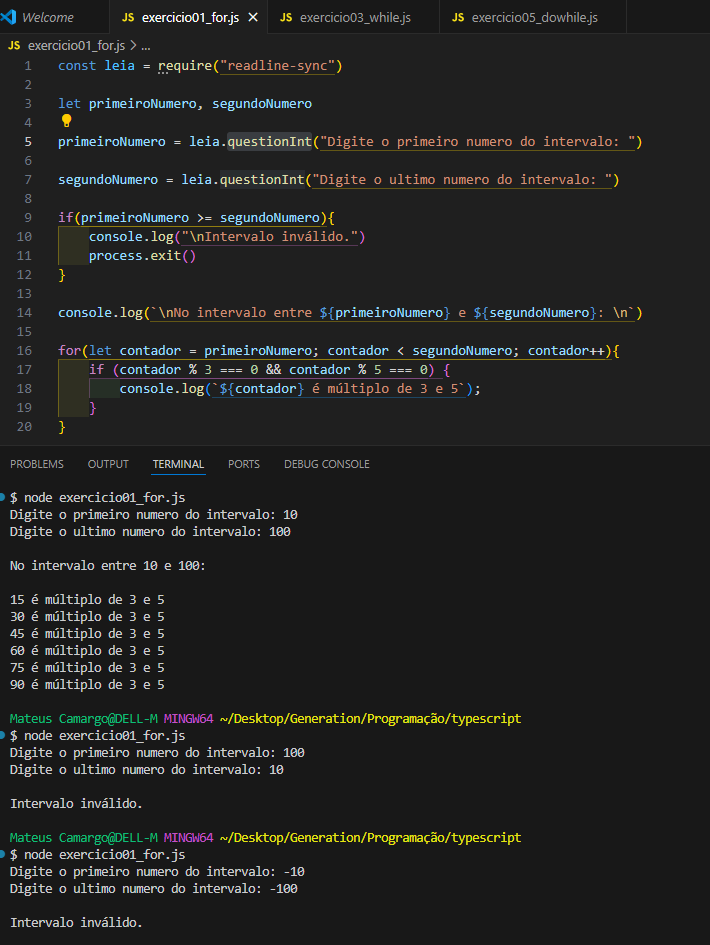 Welcome JS exercicio01_for.js × JS exercicio03_while.js JS exercicio05_dowhile.js
JS exercicio01_for.js > ...
1 const leia = require("readline-sync")
2
3 let primeiroNumero, segundoNumero
4
5 primeiroNumero = leia.questionInt("Digite o primeiro numero do intervalo: ")
6
7 segundoNumero = leia.questionInt("Digite o ultimo numero do intervalo: ")
8
9 if(primeiroNumero >= segundoNumero){
10 console.log("\nIntervalo inválido.")
11 process.exit()
12 }
13
14 console.log(`\nNo intervalo entre ${primeiroNumero} e ${segundoNumero}: \n`)
15
16 for(let contador = primeiroNumero; contador < segundoNumero; contador++){
17 if (contador % 3 === 0 && contador % 5 === 0) {
18 console.log(`${contador} é múltiplo de 3 e 5`);
19 }
20 }
PROBLEMS OUTPUT TERMINAL PORTS DEBUG CONSOLE
$ node exercicio01_for.js
Digite o primeiro numero do intervalo: 10
Digite o ultimo numero do intervalo: 100
No intervalo entre 10 e 100:
15 é múltiplo de 3 e 5
30 é múltiplo de 3 e 5
45 é múltiplo de 3 e 5
60 é múltiplo de 3 e 5
75 é múltiplo de 3 e 5
90 é múltiplo de 3 e 5
Mateus Camargo@DELL-M MINGW64 ~/Desktop/Generation/Programação/typescript
$ node exercicio01_for.js
Digite o primeiro numero do intervalo: 100
Digite o ultimo numero do intervalo: 10
Intervalo inválido.
Mateus Camargo@DELL-M MINGW64 ~/Desktop/Generation/Programação/typescript
$ node exercicio01_for.js
Digite o primeiro numero do intervalo: -10
Digite o ultimo numero do intervalo: -100
Intervalo inválido.